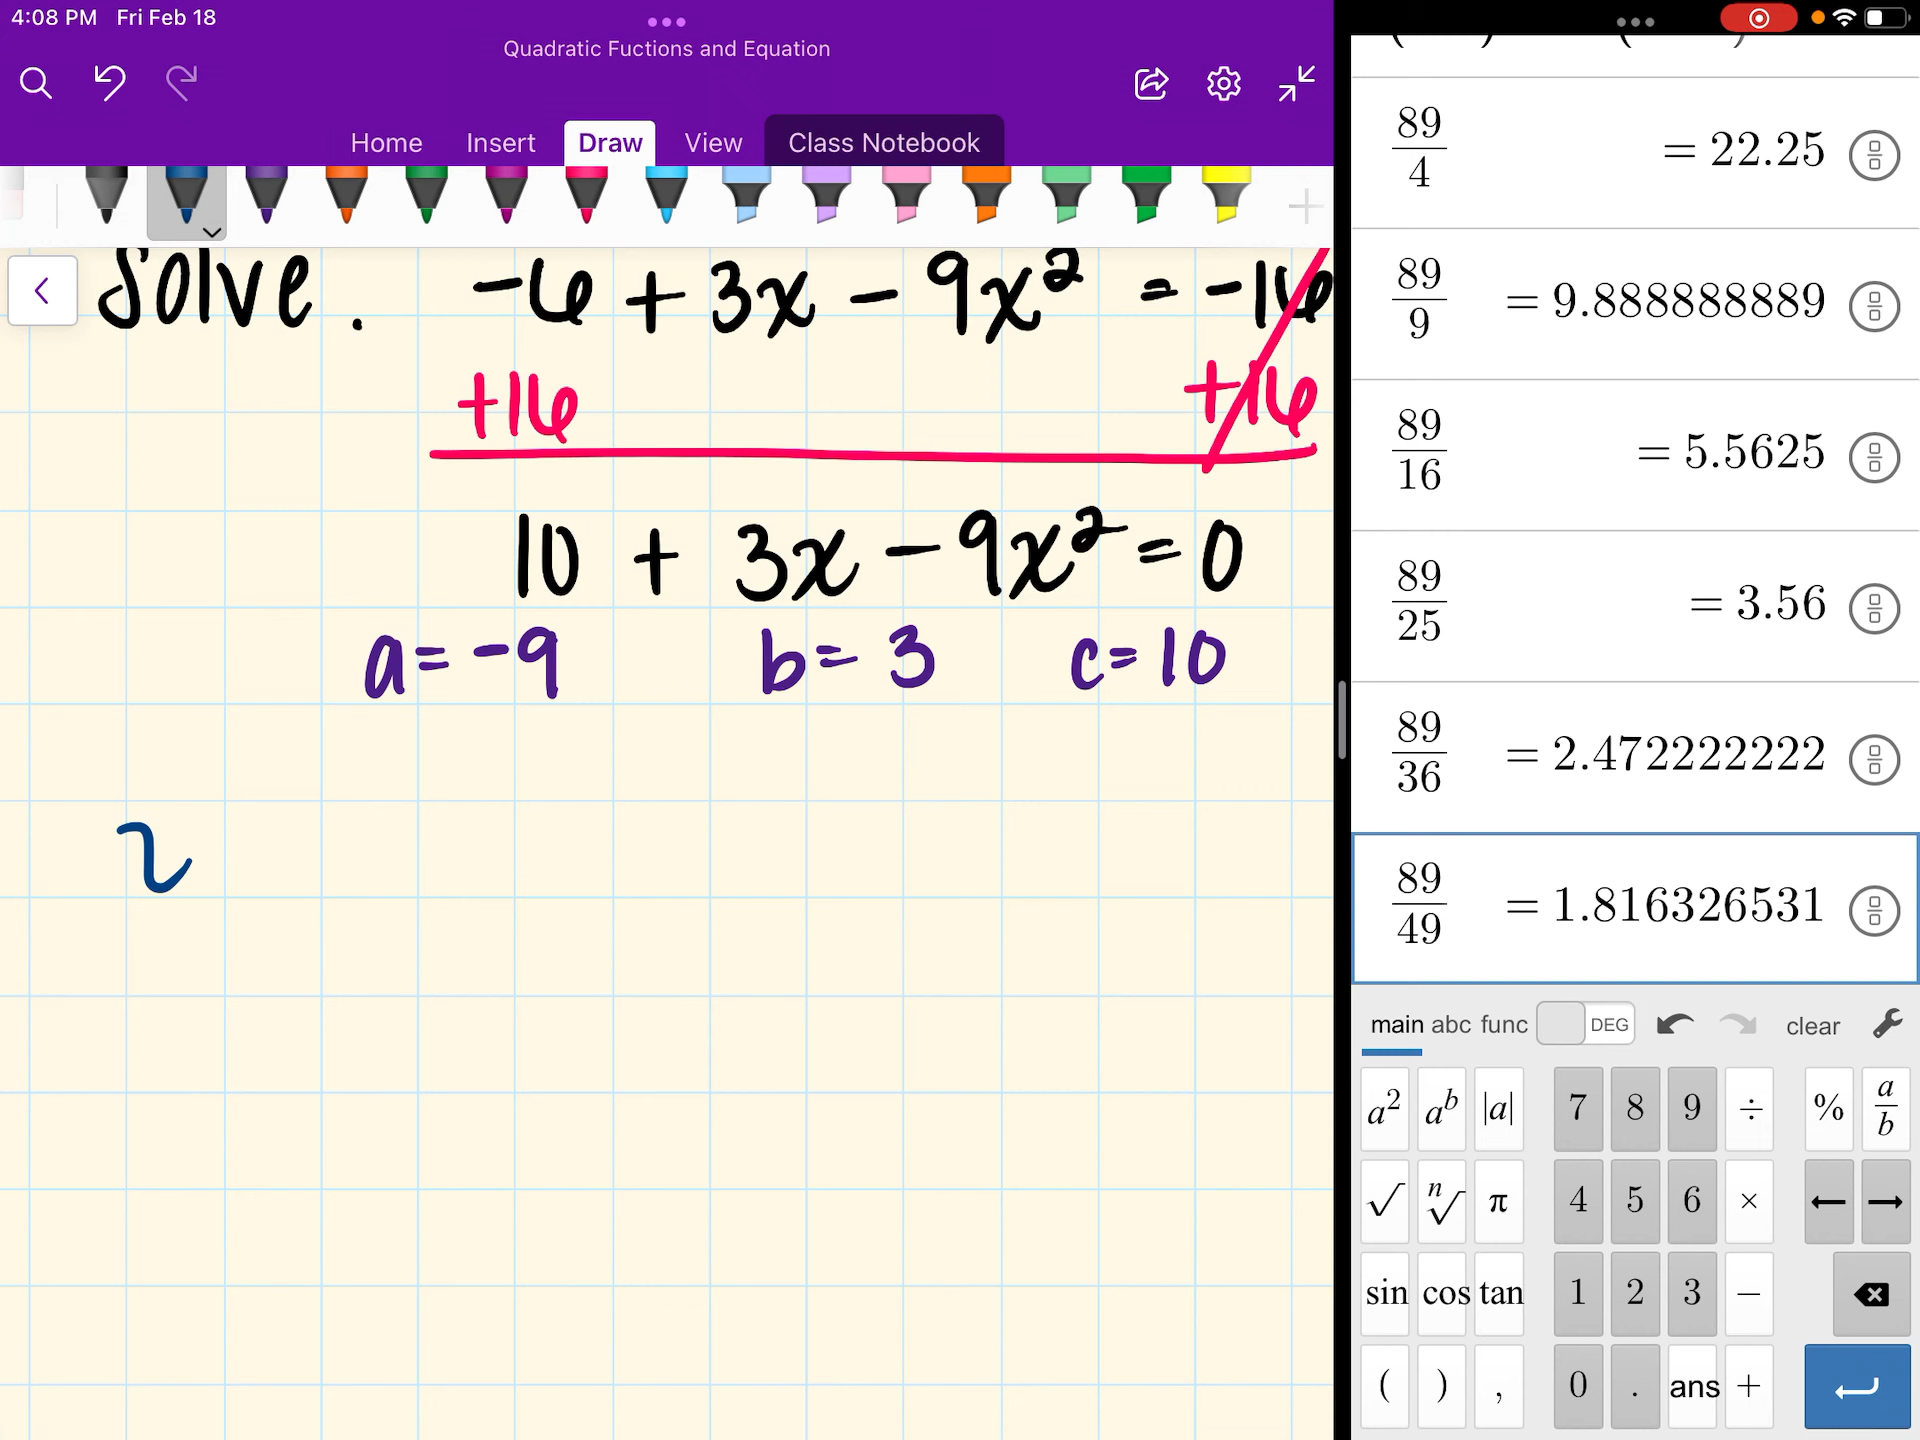 4:08 PM Fri Feb 18
Quadratic Fuctions and Equation
Home Insert Draw View Class Notebook
Solve. -6 + 3x - 9x² = -16
+16 +16
10 + 3x - 9x² = 0
a = -9 b = 3 c = 10
89/4 = 22.25
89/9 = 9.888888889
89/16 = 5.5625
89/25 = 3.56
89/36 = 2.472222222
89/49 = 1.816326531
main abc func DEG clear
a² aᵇ |a| 7 8 9 ÷ % a/b
√ ⁿ√ π 4 5 6 × ← →
sin cos tan 1 2 3 −
( ) , 0 . ans +